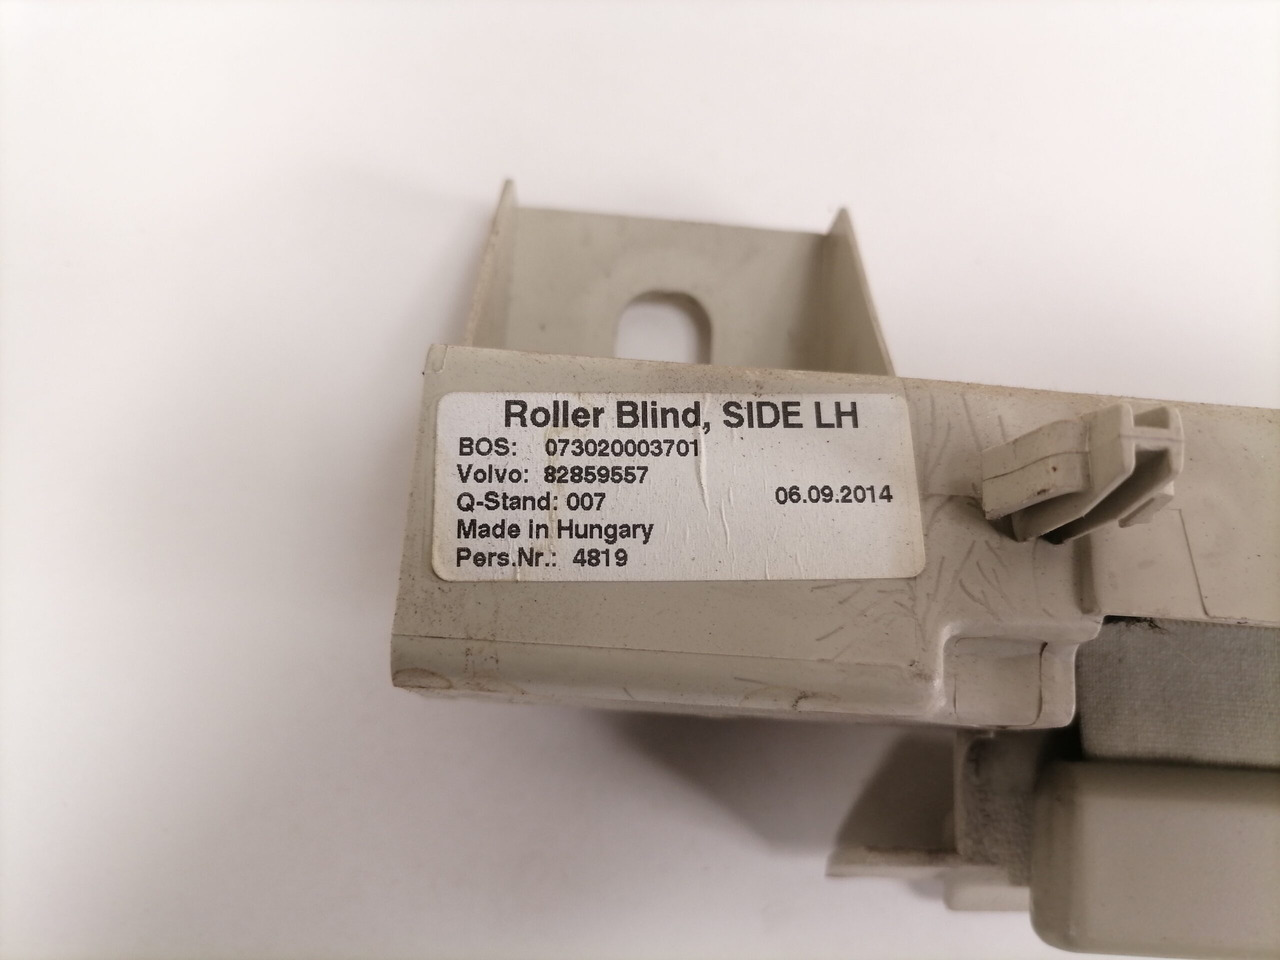 Roller Blind, SIDE LH
BOS: 073020003701
Volvo: 82859557
Q-Stand: 007 06.09.2014
Made in Hungary
Pers.Nr.: 4819